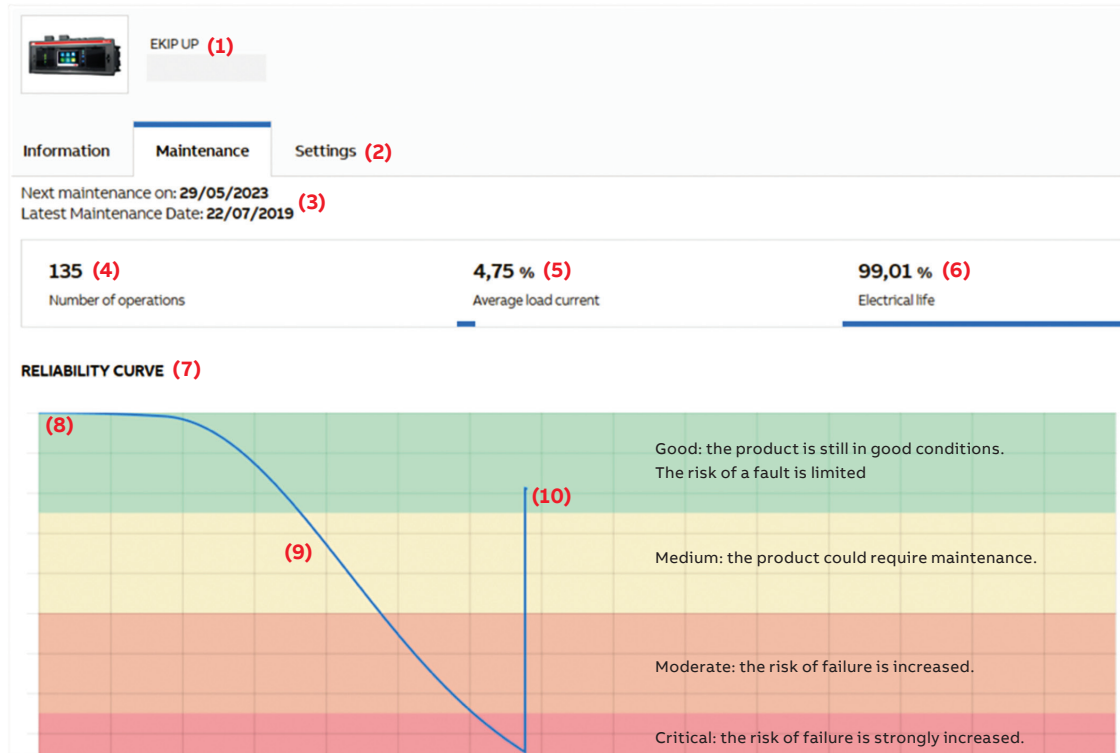 EKIP UP (1)
Information Maintenance Settings (2)
Next maintenance on: 29/05/2023
Latest Maintenance Date: 22/07/2019 (3)
135 (4) 4,75 % (5) 99,01 % (6)
Number of operations Average load current Electrical life
RELIABILITY CURVE (7)
(8)
Good: the product is still in good conditions.
The risk of a fault is limited
(10)
(9)
Medium: the product could require maintenance.
Moderate: the risk of failure is increased.
Critical: the risk of failure is strongly increased.